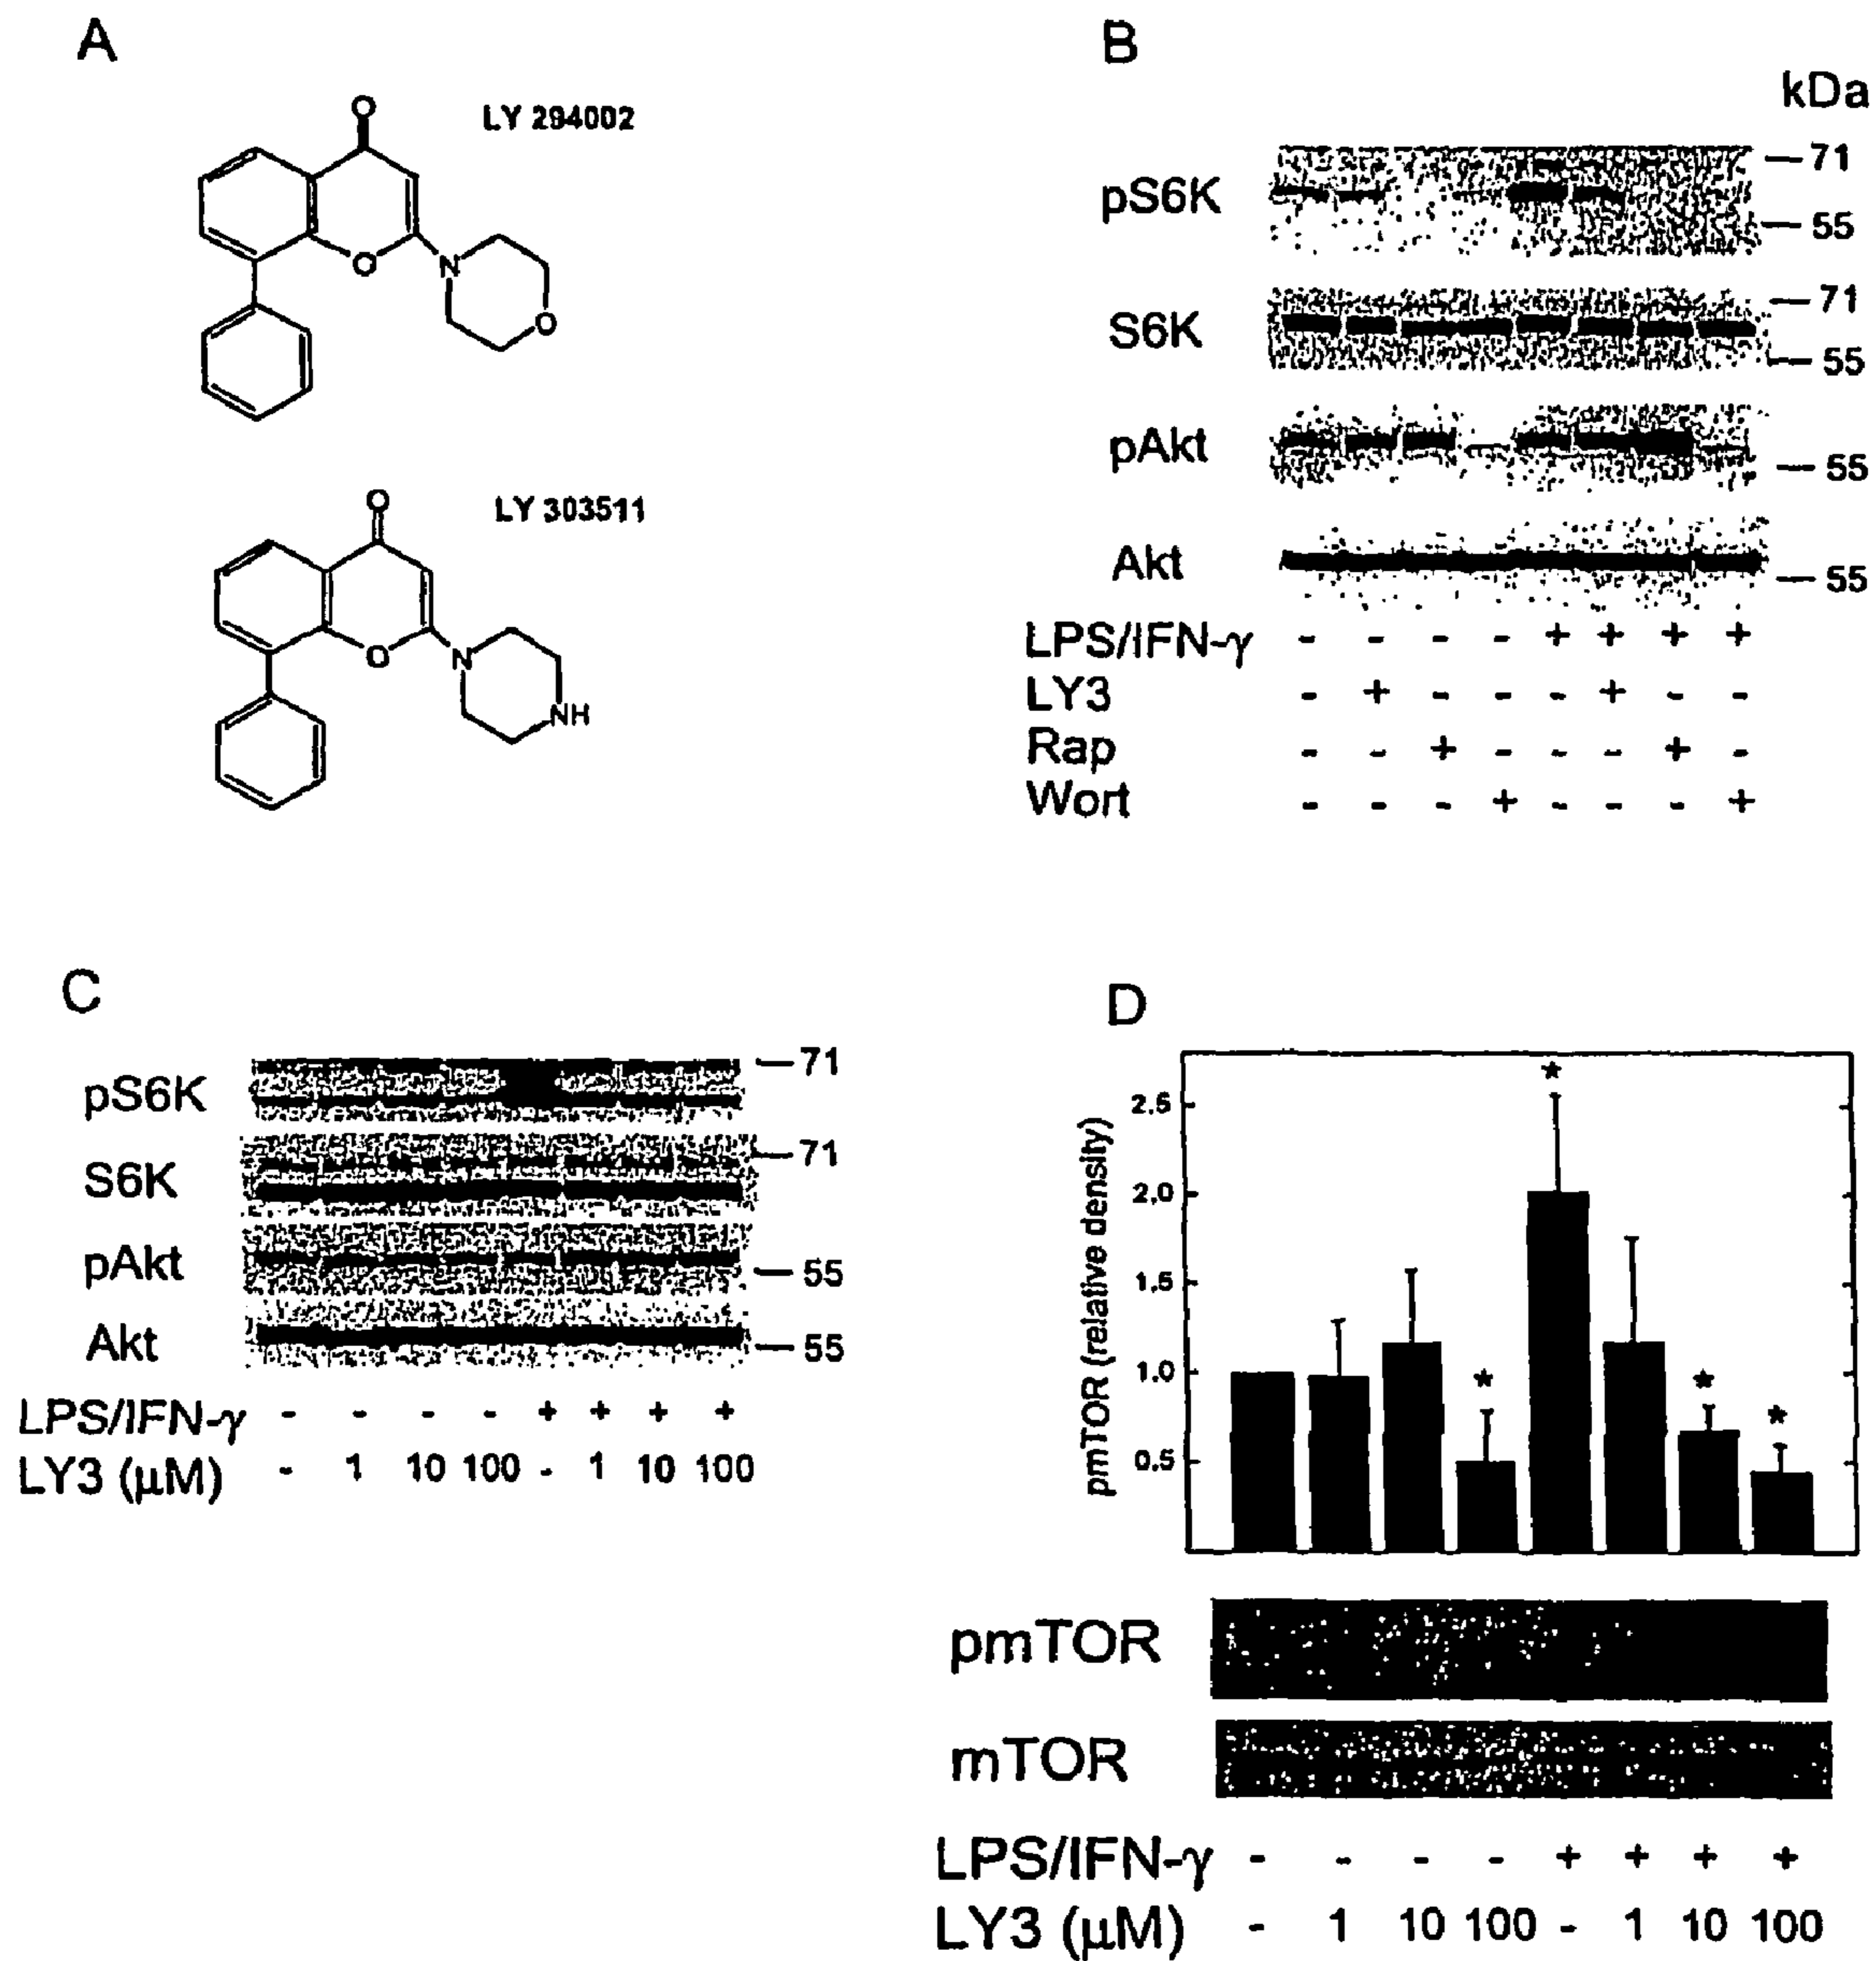 A
LY 294002
O
O
N
O
LY 303511
O
O
N
NH
B
kDa
pS6K
71
55
S6K
71
55
pAkt
55
Akt
55
LPS/IFN-γ - - - - + + + +
LY3 - + - - - + - -
Rap - - + - - - + -
Wort - - - + - - - +
C
pS6K
71
S6K
71
pAkt
55
Akt
55
LPS/IFN-γ - - - - + + + +
LY3 (μM) - 1 10 100 - 1 10 100
D
pmTOR (relative density)
2.5
2.0
1.5
1.0
0.5
* * * *
pmTOR
mTOR
LPS/IFN-γ - - - - + + + +
LY3 (μM) - 1 10 100 - 1 10 100